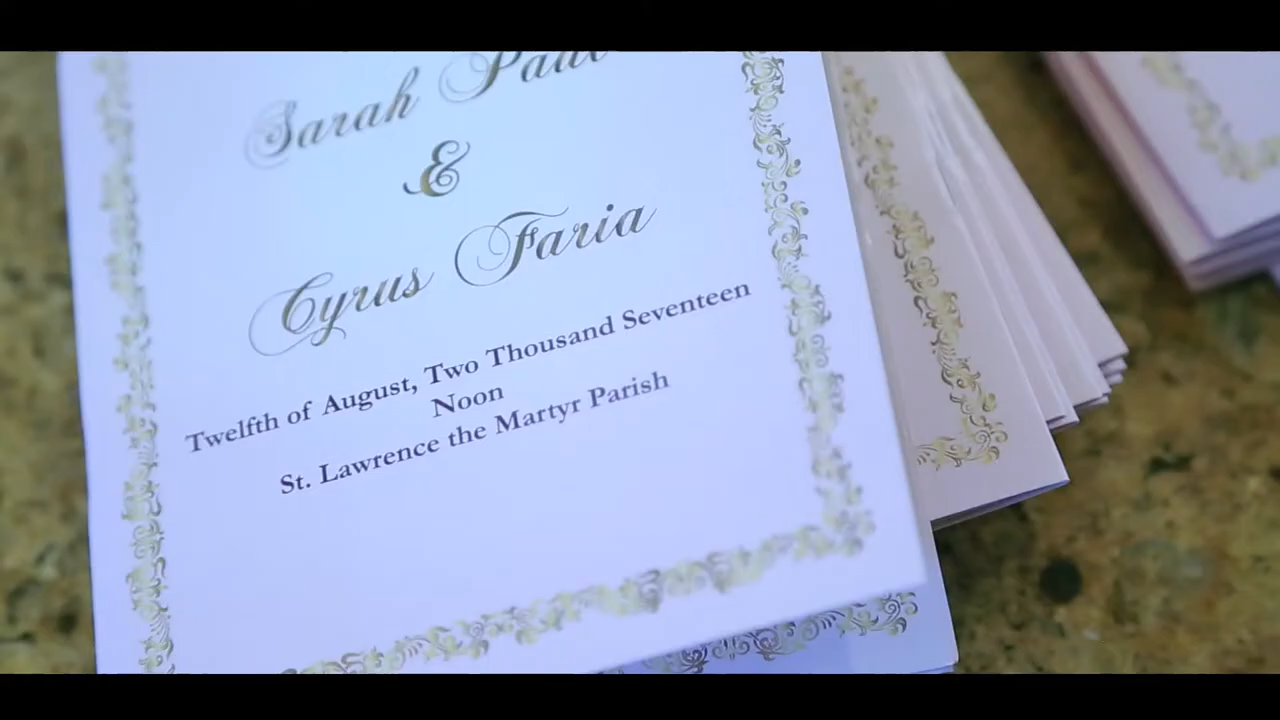 Sarah
&
Cyrus Faria
Twelfth of August, Two Thousand Seventeen
Noon
St. Lawrence the Martyr Parish